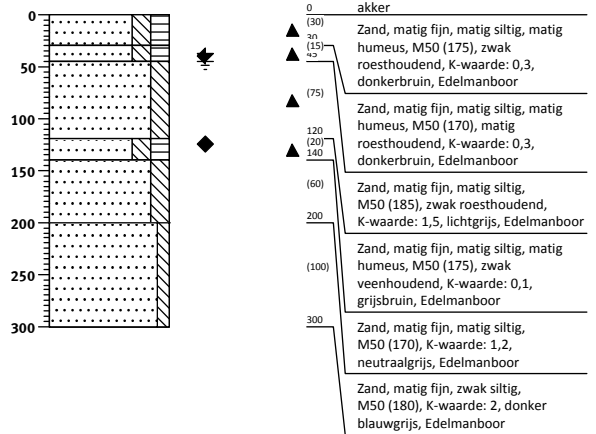 0
50
100
150
200
250
300
0
(30)
30
(15)
45
(75)
120
(20)
140
(60)
200
(100)
300
akker
Zand, matig fijn, matig siltig, matig
humeus, M50 (175), zwak
roesthoudend, K-waarde: 0,3,
donkerbruin, Edelmanboor
Zand, matig fijn, matig siltig, matig
humeus, M50 (170), matig
roesthoudend, K-waarde: 0,3,
donkerbruin, Edelmanboor
Zand, matig fijn, matig siltig,
M50 (185), zwak roesthoudend,
K-waarde: 1,5, lichtgrijs, Edelmanboor
Zand, matig fijn, matig siltig, matig
humeus, M50 (175), zwak
veenhoudend, K-waarde: 0,1,
grijsbruin, Edelmanboor
Zand, matig fijn, matig siltig,
M50 (170), K-waarde: 1,2,
neutraalgrijs, Edelmanboor
Zand, matig fijn, zwak siltig,
M50 (180), K-waarde: 2, donker
blauwgrijs, Edelmanboor